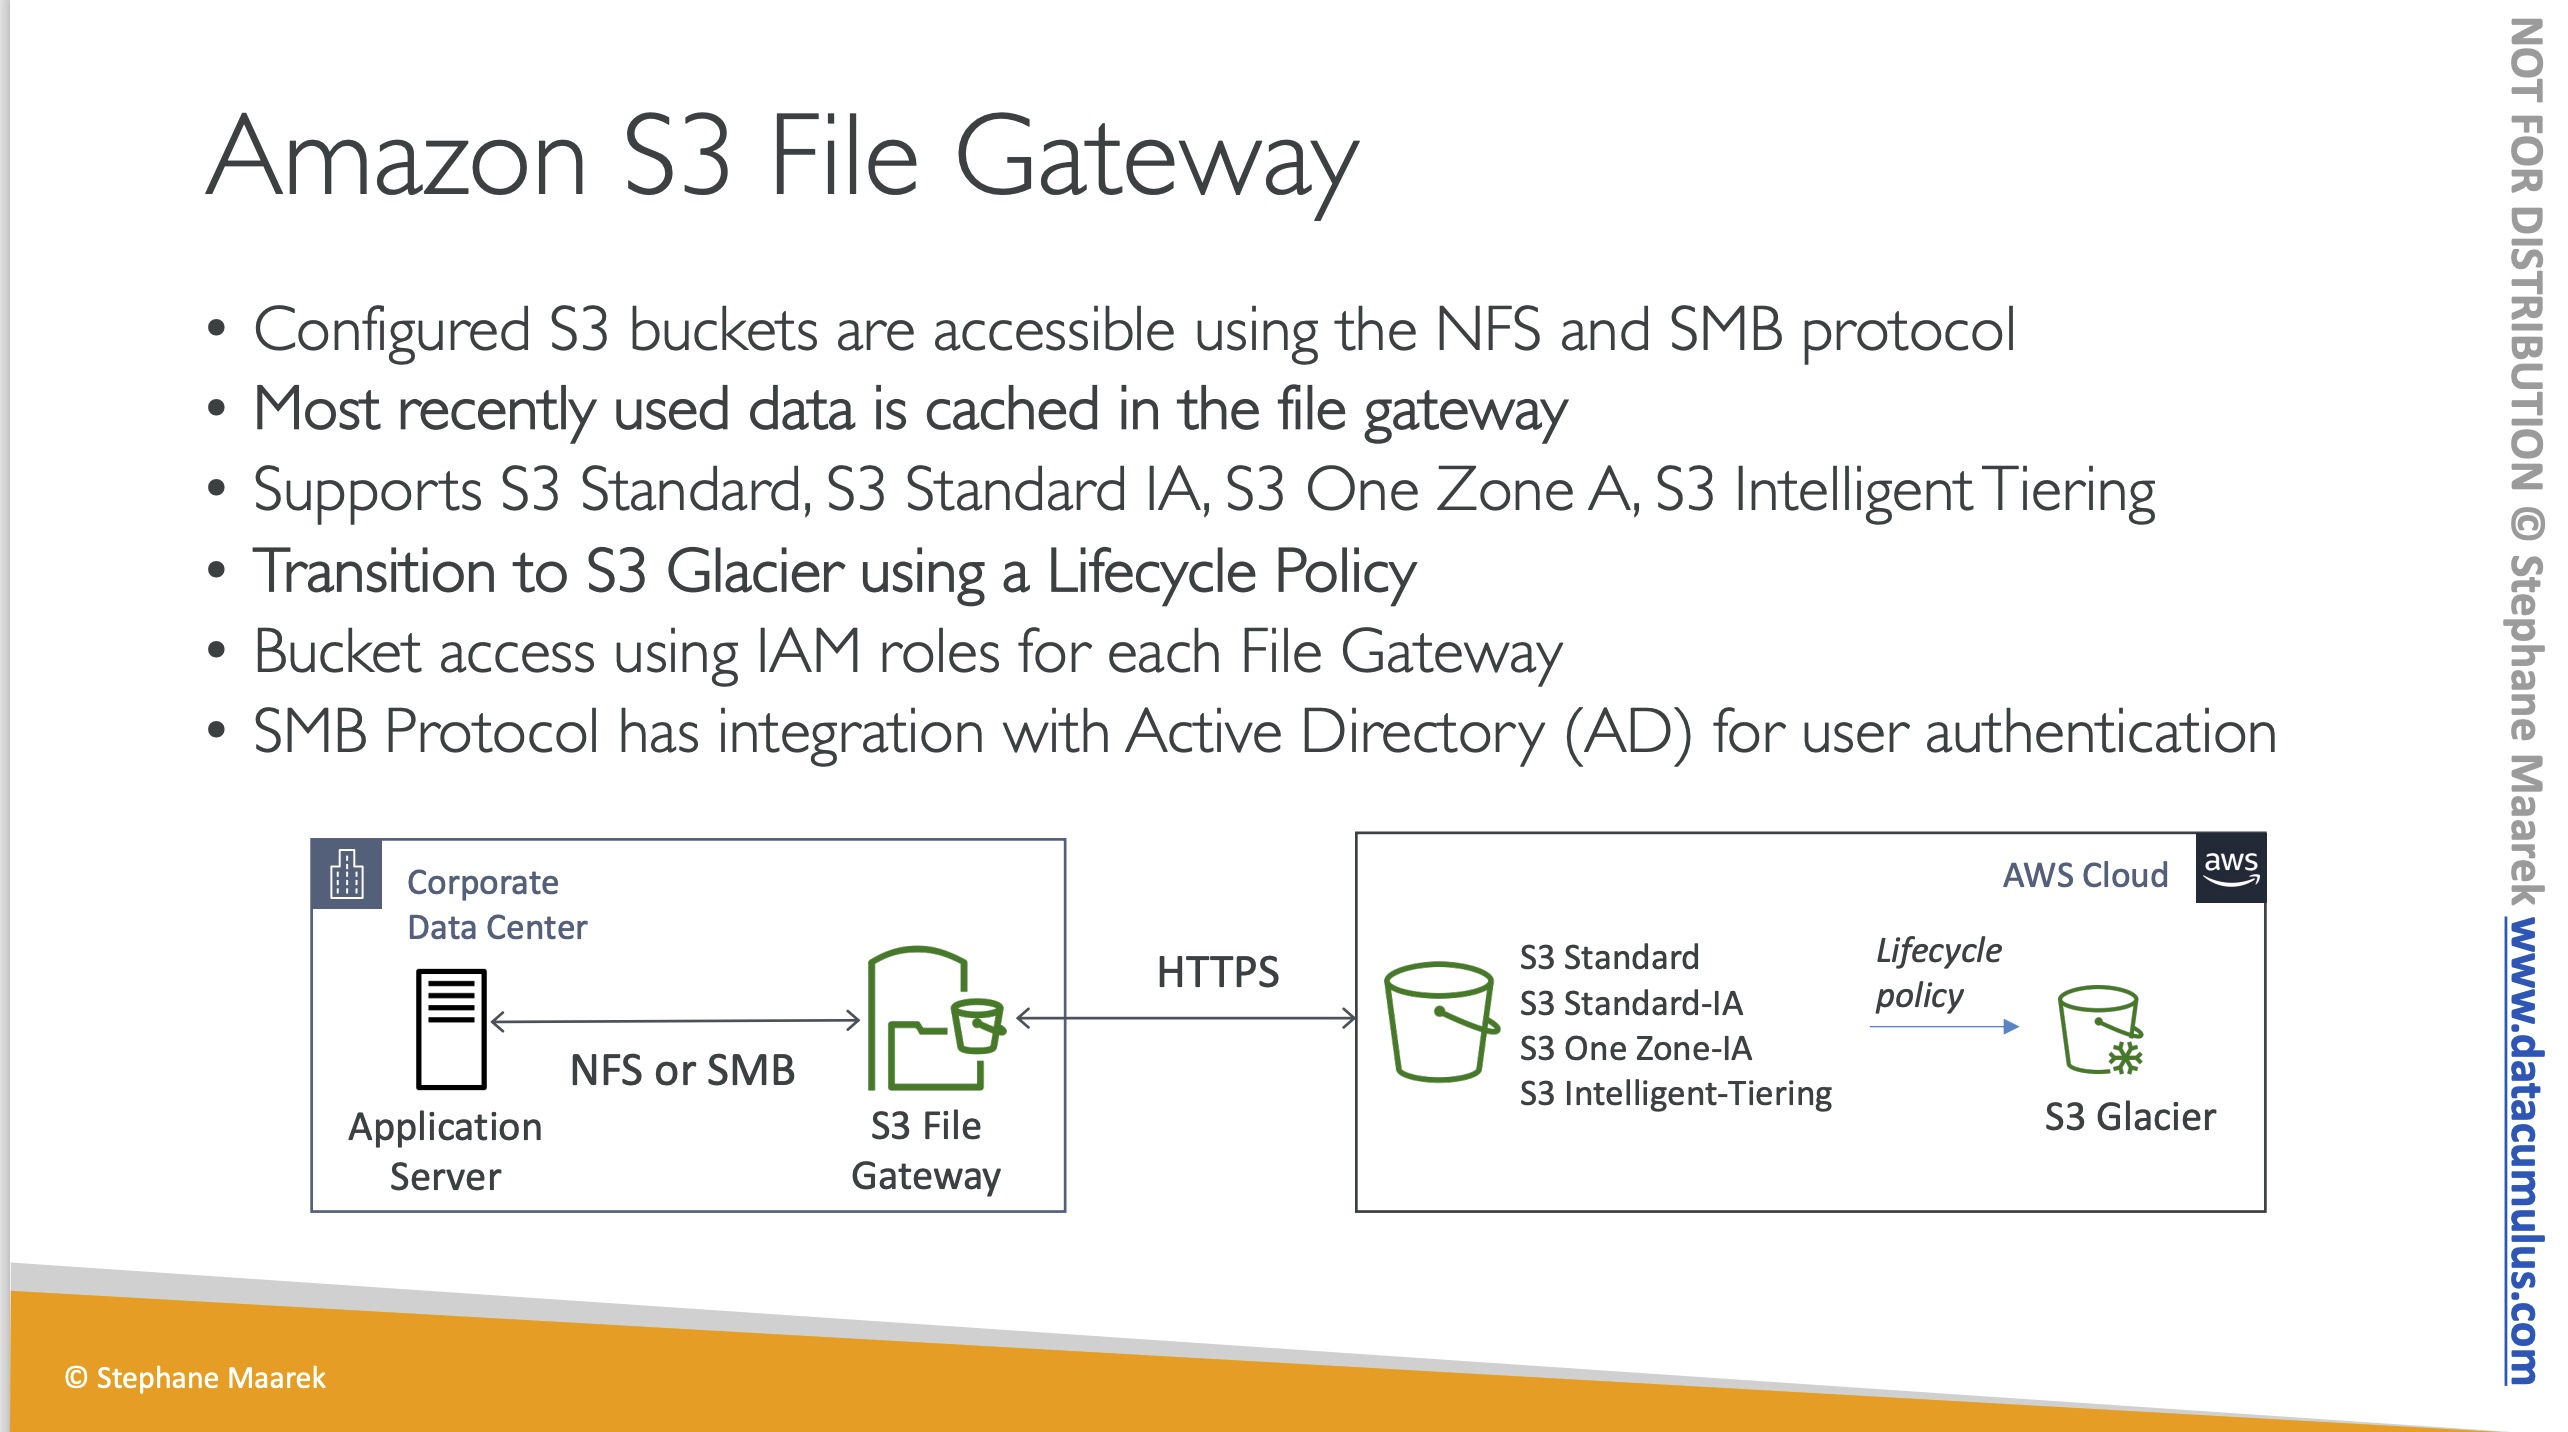 Amazon S3 File Gateway
• Configured S3 buckets are accessible using the NFS and SMB protocol
• Most recently used data is cached in the file gateway
• Supports S3 Standard, S3 Standard IA, S3 One Zone A, S3 Intelligent Tiering
• Transition to S3 Glacier using a Lifecycle Policy
• Bucket access using IAM roles for each File Gateway
• SMB Protocol has integration with Active Directory (AD) for user authentication
Corporate
Data Center
Application
Server
NFS or SMB
S3 File
Gateway
HTTPS
AWS Cloud
aws
S3 Standard
S3 Standard-IA
S3 One Zone-IA
S3 Intelligent-Tiering
Lifecycle
policy
S3 Glacier
© Stephane Maarek
NOT FOR DISTRIBUTION © Stephane Maarek www.datacumulus.com